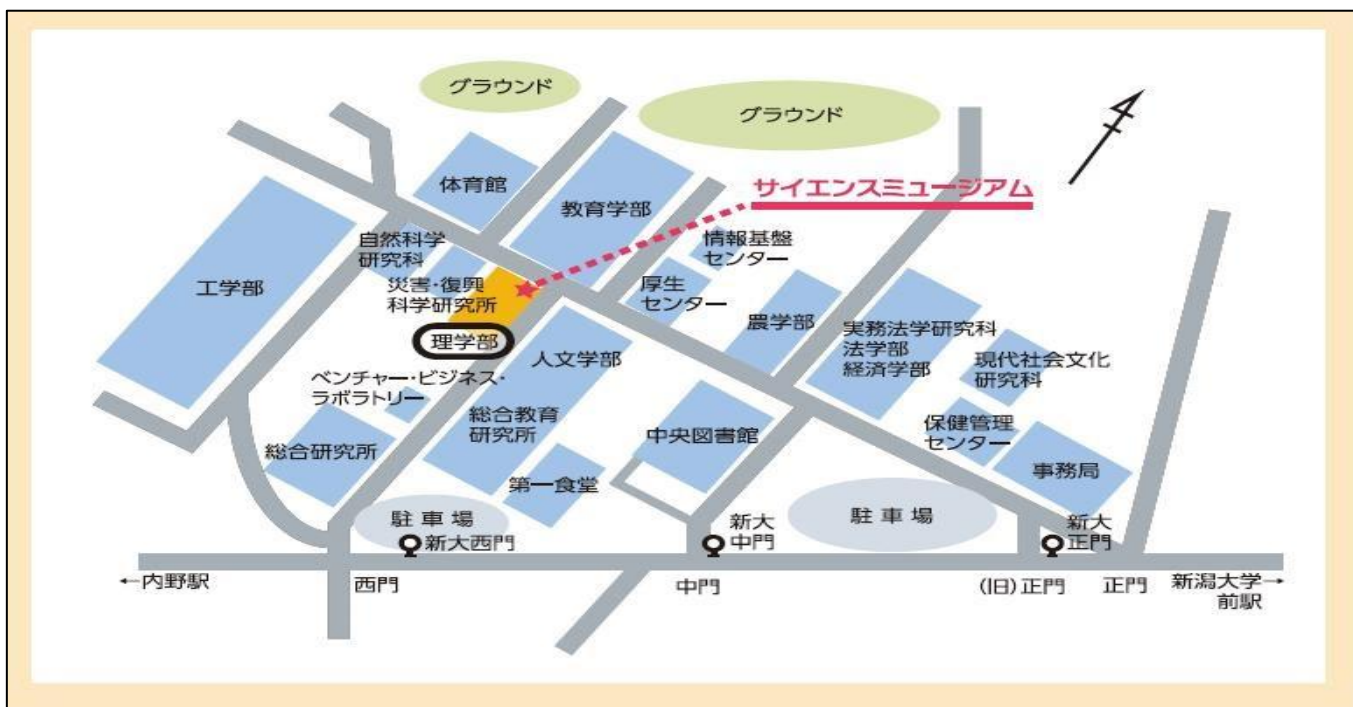 グラウンド
グラウンド
サイエンスミュージアム
体育館
教育学部
自然科学
研究科
情報基盤
センター
工学部
災害・復興
科学研究所
厚生
センター
農学部
実務法学研究科
法学部
経済学部
理学部
人文学部
現代社会文化
研究科
ベンチャー・ビジネス・
ラボラトリー
総合教育
研究所
中央図書館
保健管理
センター
総合研究所
第一食堂
事務局
駐車場
新大西門
新大
中門
駐車場
新大
正門
←内野駅
西門
中門
(旧)正門
正門
新潟大学→
前駅